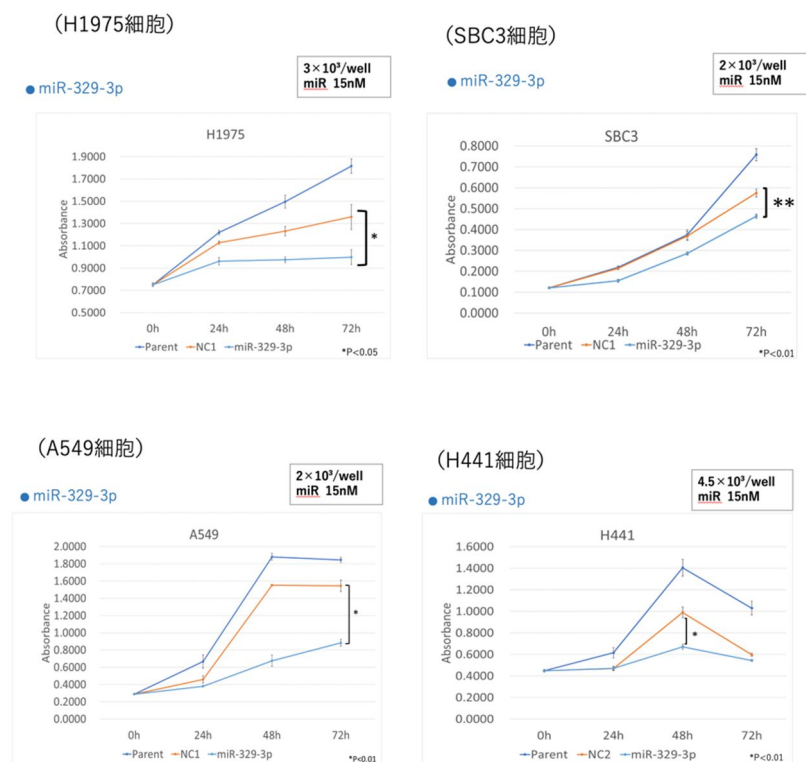 (H1975細胞)
3×10³/well
miR 15nM
● miR-329-3p
H1975
Absorbance
1.9000
1.7000
1.5000
1.3000
1.1000
0.9000
0.7000
0.5000
*
0h 24h 48h 72h
Parent NC1 miR-329-3p
*P<0.05
(SBC3細胞)
2×10³/well
miR 15nM
● miR-329-3p
SBC3
Absorbance
0.8000
0.7000
0.6000
0.5000
0.4000
0.3000
0.2000
0.1000
0.0000
**
0h 24h 48h 72h
Parent NC1 miR-329-3p
*P<0.01
(A549細胞)
2×10³/well
miR 15nM
● miR-329-3p
A549
Absorbance
2.0000
1.8000
1.6000
1.4000
1.2000
1.0000
0.8000
0.6000
0.4000
0.2000
0.0000
*
0h 24h 48h 72h
Parent NC1 miR-329-3p
*P<0.01
(H441細胞)
4.5×10³/well
miR 15nM
● miR-329-3p
H441
Absorbance
1.6000
1.4000
1.2000
1.0000
0.8000
0.6000
0.4000
0.2000
0.0000
*
0h 24h 48h 72h
Parent NC2 miR-329-3p
*P<0.01